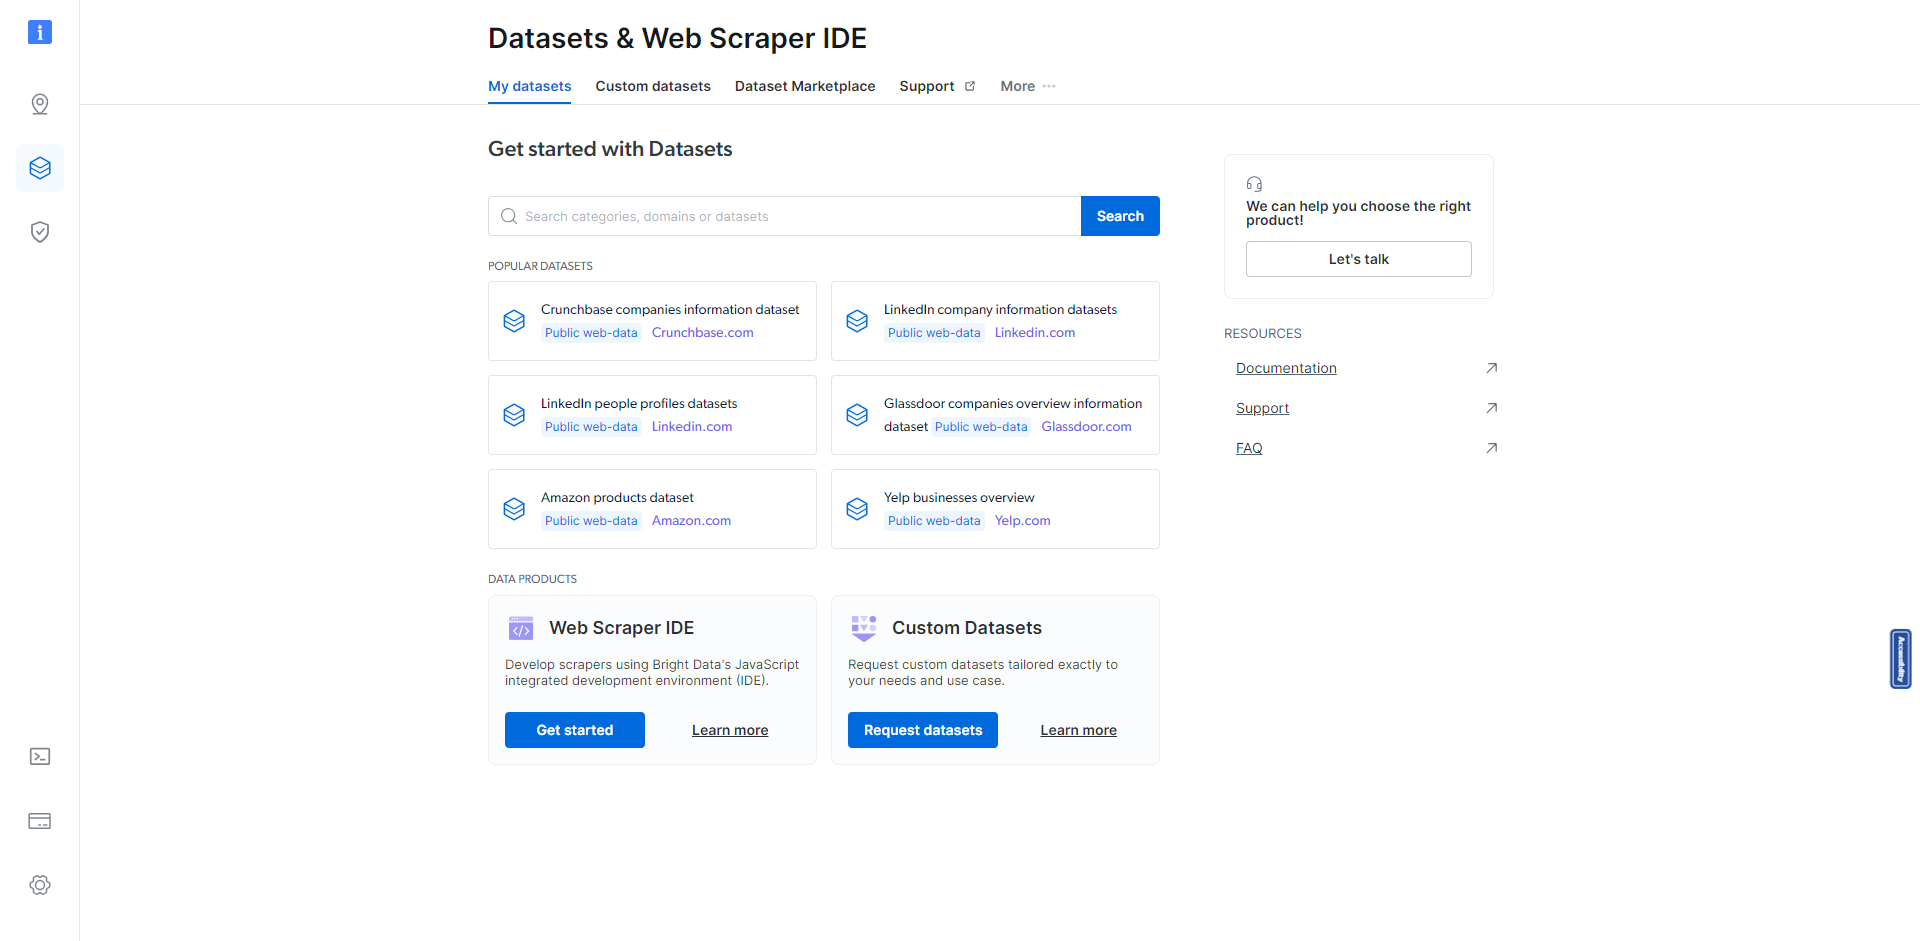 i
Datasets & Web Scraper IDE
My datasets
Custom datasets
Dataset Marketplace
Support
More
Get started with Datasets
Search categories, domains or datasets
Search
POPULAR DATASETS
Crunchbase companies information dataset
Public web-data Crunchbase.com
LinkedIn company information datasets
Public web-data Linkedin.com
LinkedIn people profiles datasets
Public web-data Linkedin.com
Glassdoor companies overview information
dataset Public web-data Glassdoor.com
Amazon products dataset
Public web-data Amazon.com
Yelp businesses overview
Public web-data Yelp.com
DATA PRODUCTS
Web Scraper IDE
Develop scrapers using Bright Data's JavaScript
integrated development environment (IDE).
Get started
Learn more
Custom Datasets
Request custom datasets tailored exactly to
your needs and use case.
Request datasets
Learn more
We can help you choose the right
product!
Let's talk
RESOURCES
Documentation
Support
FAQ
Accessibility